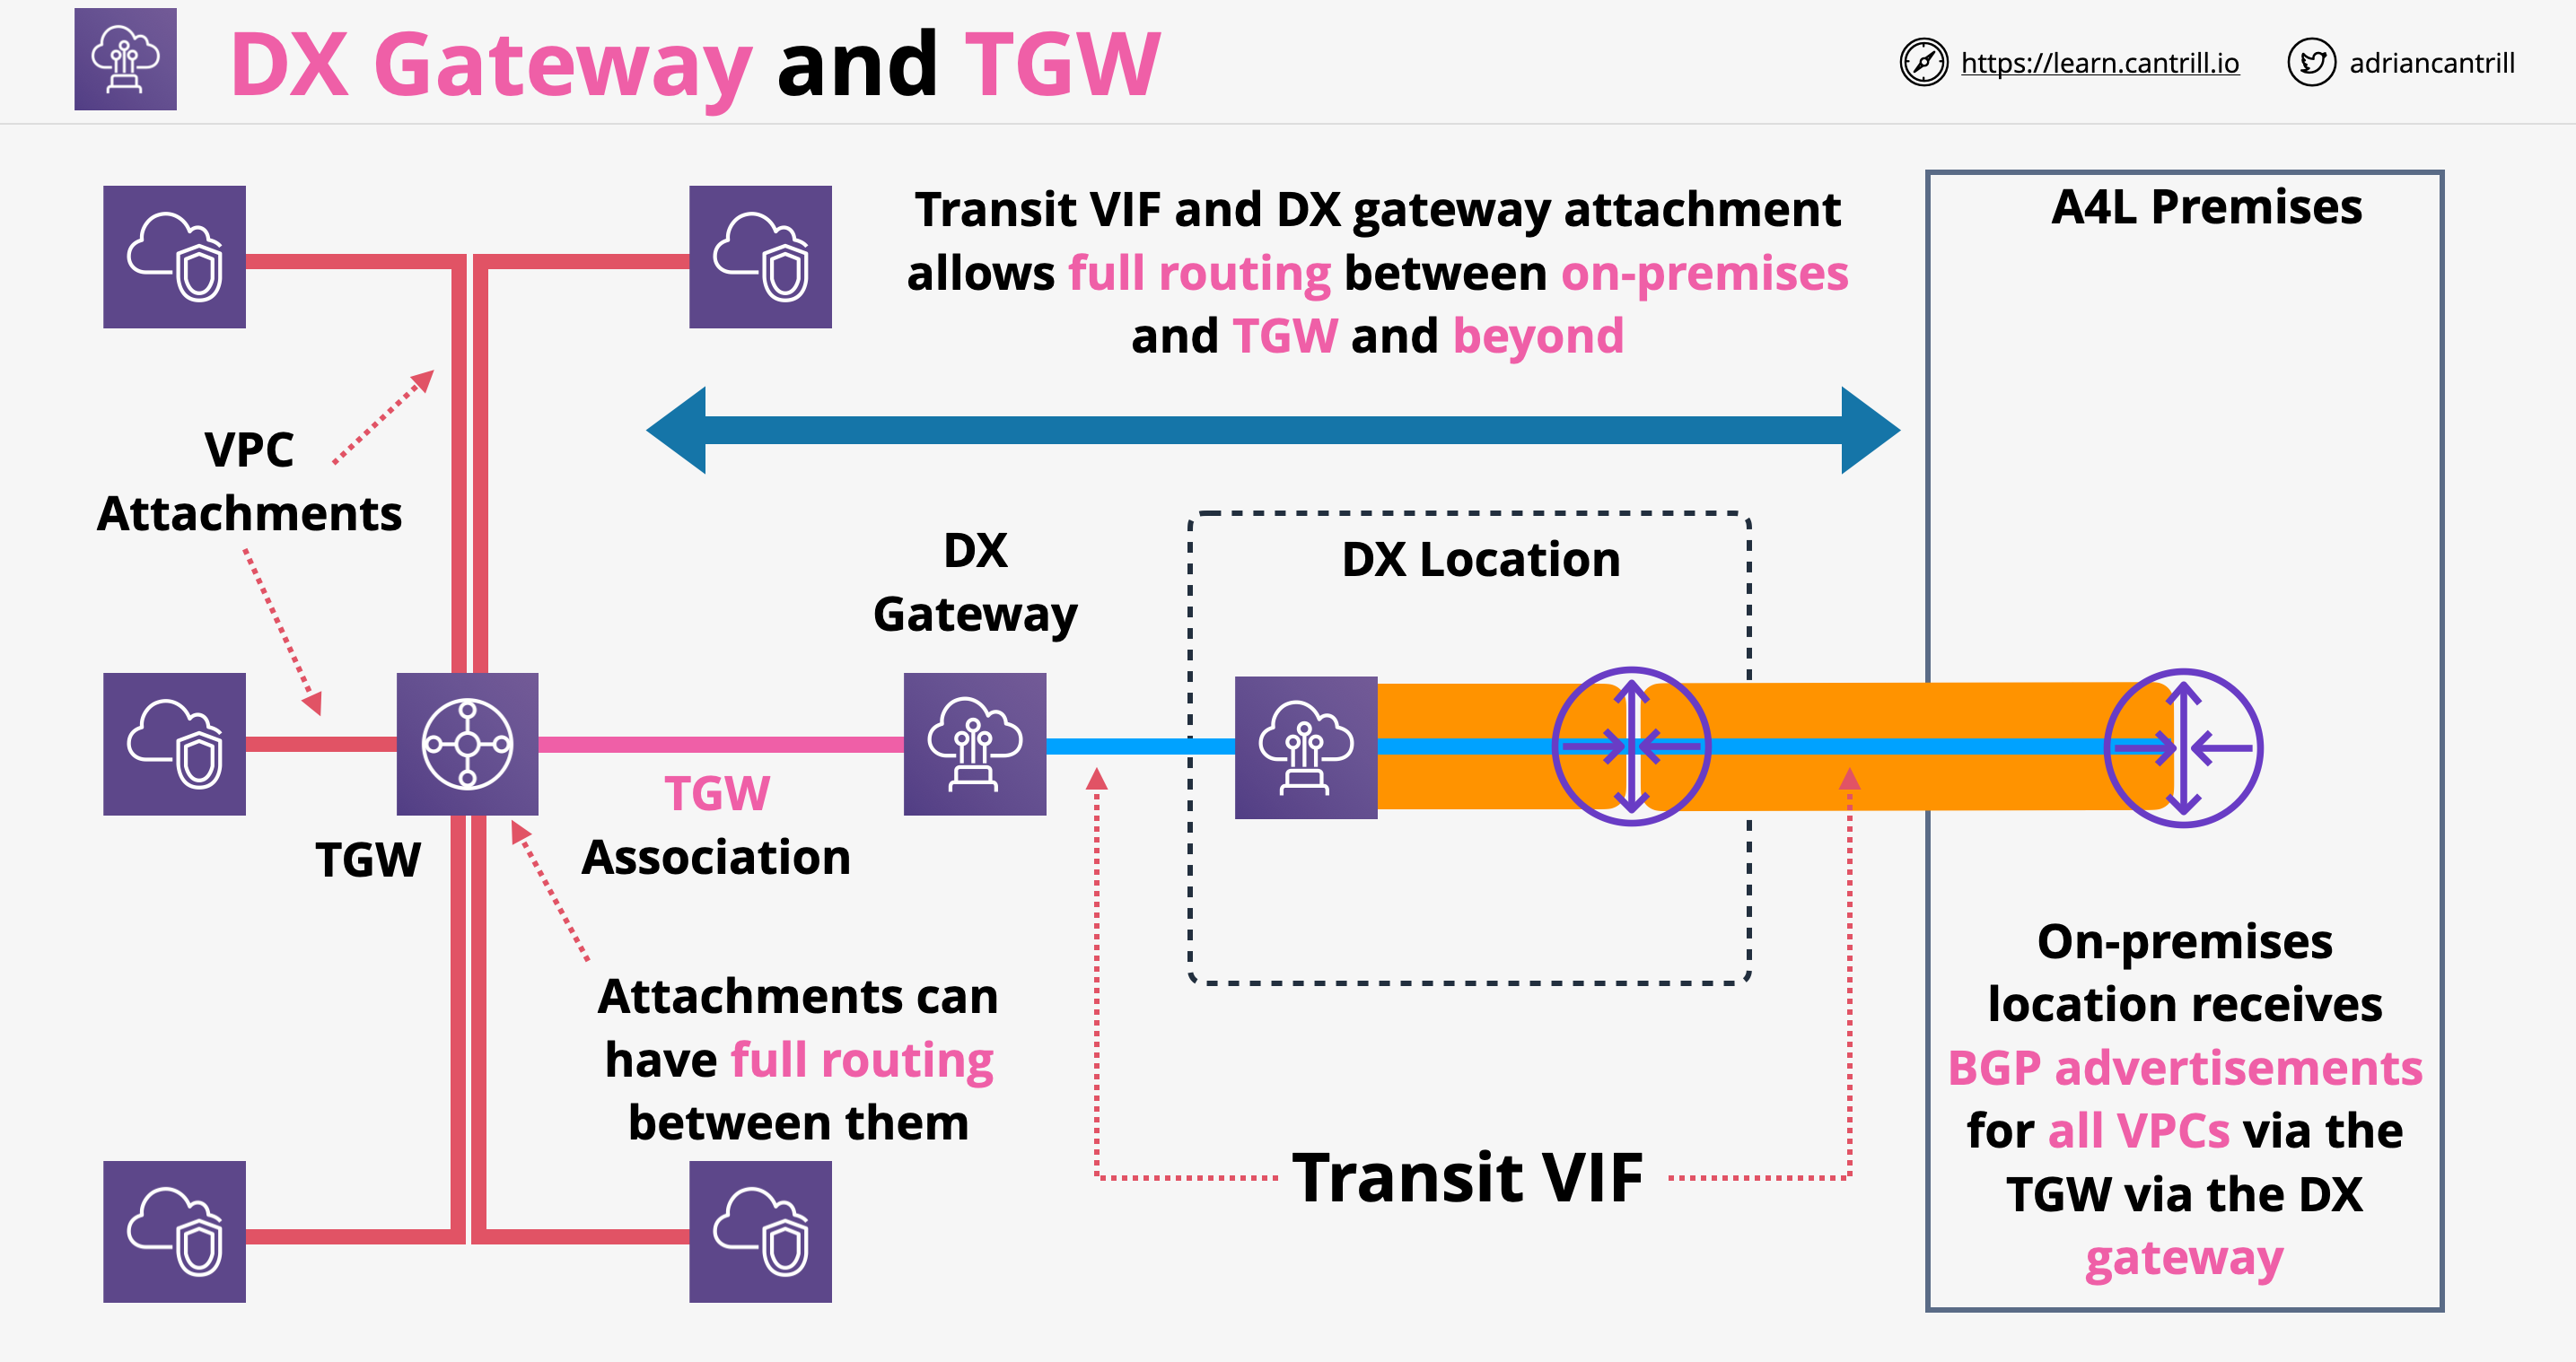 DX Gateway and TGW
https://learn.cantrill.io
adriancantrill
Transit VIF and DX gateway attachment
allows full routing between on-premises
and TGW and beyond
A4L Premises
VPC
Attachments
DX
Gateway
DX Location
TGW
TGW
Association
Attachments can
have full routing
between them
Transit VIF
On-premises
location receives
BGP advertisements
for all VPCs via the
TGW via the DX
gateway